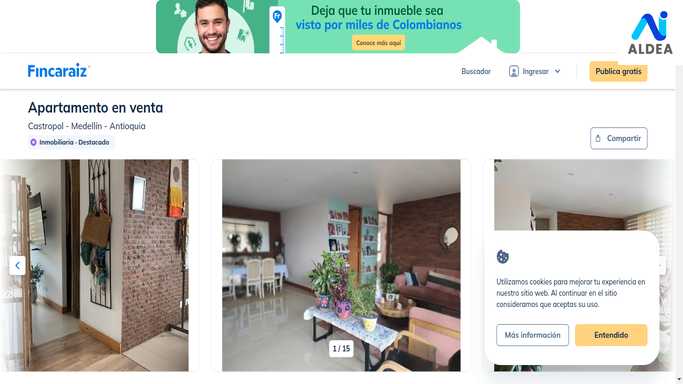 Deja que tu inmueble sea
visto por miles de Colombianos
Conoce más aquí
Fr
ALDEA
Fincaraiz
Buscador
Ingresar
Publica gratis
Apartamento en venta
Castropol - Medellín - Antioquia
Inmobiliaria · Destacado
Compartir
1 / 15
Utilizamos cookies para mejorar tu experiencia en
nuestro sitio web. Al continuar en el sitio
consideramos que aceptas su uso.
Más información
Entendido